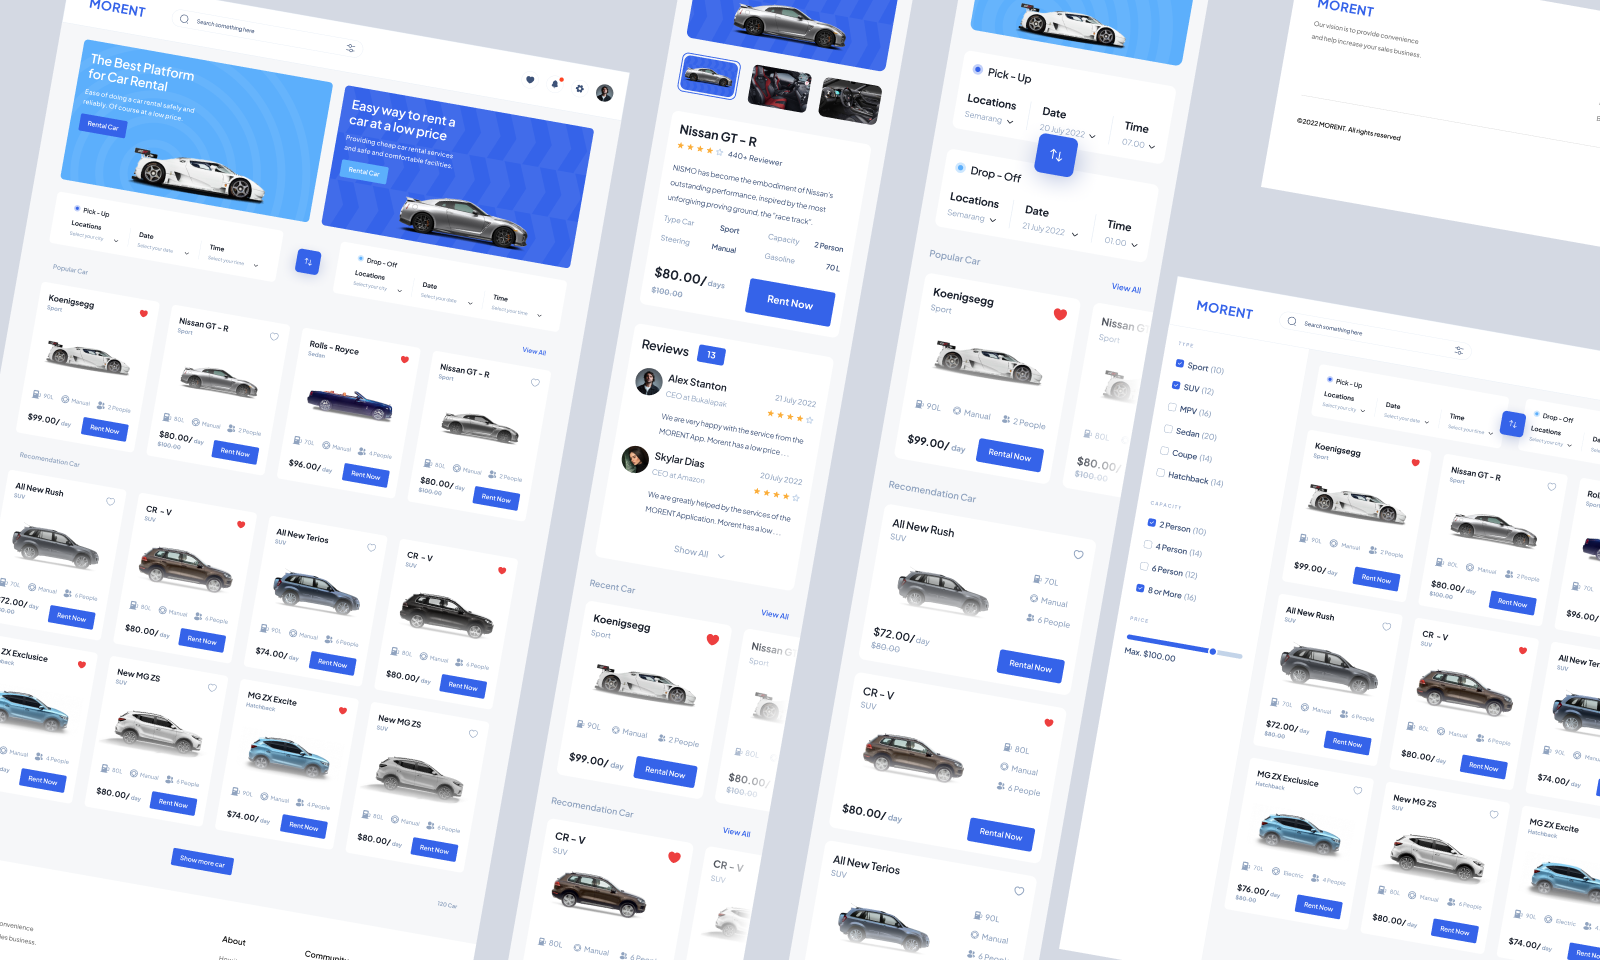 MORENT
Search something here
The Best Platform
for Car Rental
Ease of doing a car rental safely and
reliably. Of course at a low price.
Rental Car
Easy way to rent a
car at a low price
Providing cheap car rental services
and safe and comfortable facilities.
Rental Car
Pick - Up
Locations
Select your city
Date
Select your date
Time
Select your time
Drop - Off
Locations
Select your city
Date
Select your date
Time
Select your time
Popular Car
View All
Koenigsegg
Sport
90L Manual 2 People
$99.00/ day
Rent Now
Nissan GT - R
Sport
80L Manual 2 People
$80.00/ day
$100.00
Rent Now
Rolls - Royce
Sedan
70L Manual 4 People
$96.00/ day
Rent Now
Nissan GT - R
Sport
80L Manual 2 People
$80.00/ day
$100.00
Rent Now
Recomendation Car
All New Rush
SUV
70L Manual 6 People
72.00/ day
Rent Now
CR - V
SUV
80L Manual 6 People
$80.00/ day
Rent Now
All New Terios
SUV
90L Manual 6 People
$74.00/ day
Rent Now
CR - V
SUV
80L Manual 6 People
$80.00/ day
Rent Now
ZX Exclusice
Manual 4 People
day
Rent Now
New MG ZS
SUV
80L Manual 6 People
$80.00/ day
Rent Now
MG ZX Excite
Hatchback
90L Manual 4 People
$74.00/ day
Rent Now
New MG ZS
SUV
80L Manual 6 People
$80.00/ day
Rent Now
Show more car
120 Car
les business.
About
Community
Nissan GT - R
440+ Reviewer
NISMO has become the embodiment of Nissan's
outstanding performance, inspired by the most
unforgiving proving ground, the "race track".
Type Car Sport Capacity 2 Person
Steering Manual Gasoline 70L
$80.00/ days
$100.00
Rent Now
Reviews 13
Alex Stanton
CEO at Bukalapak
21 July 2022
We are very happy with the service from the
MORENT App. Morent has a low price . . .
Skylar Dias
CEO at Amazon
20 July 2022
We are greatly helped by the services of the
MORENT Application. Morent has a low . . .
Show All
Recent Car
View All
Koenigsegg
Sport
90L Manual 2 People
$99.00/ day
Rental Now
Nissan G
Sport
80L
$80.00/
$100.00
Recomendation Car
View All
CR - V
SUV
80L Manual 6 People
CR - V
SUV
Pick - Up
Locations
Semarang
Date
20 July 2022
Time
07.00
Drop - Off
Locations
Semarang
Date
21 July 2022
Time
01.00
Popular Car
View All
Koenigsegg
Sport
90L Manual 2 People
$99.00/ day
Rental Now
Nissan G
Sport
80L
$80.00/
$100.00
Recomendation Car
All New Rush
SUV
70L
Manual
6 People
$72.00/ day
$80.00
Rental Now
CR - V
SUV
80L
Manual
6 People
$80.00/ day
Rental Now
All New Terios
SUV
90L
Manual
6 People
MORENT
Our vision is to provide convenience
and help increase your sales business.
©2022 MORENT. All rights reserved
MORENT
Search something here
TYPE
Sport (10)
SUV (12)
MPV (16)
Sedan (20)
Coupe (14)
Hatchback (14)
CAPACITY
2 Person (10)
4 Person (14)
6 Person (12)
8 or More (16)
PRICE
Max. $100.00
Pick - Up
Locations
Select your city
Date
Select your date
Time
Select your time
Drop - Off
Locations
Select your city
Koenigsegg
Sport
90L Manual 2 People
$99.00/ day
Rent Now
Nissan GT - R
Sport
80L Manual 2 People
$80.00/ day
$100.00
Rent Now
70L
$96.00/
All New Rush
SUV
70L Manual 6 People
$72.00/ day
$80.00
Rent Now
CR - V
SUV
80L Manual 6 People
$80.00/ day
Rent Now
All New Ter
SUV
90L Manual
$74.00/
MG ZX Exclusice
Hatchback
70L Electric 4 People
$76.00/ day
$80.00
Rent Now
New MG ZS
SUV
80L Manual 6 People
$80.00/ day
Rent Now
MG ZX Excite
Hatchback
90L Electric
$74.00/ day